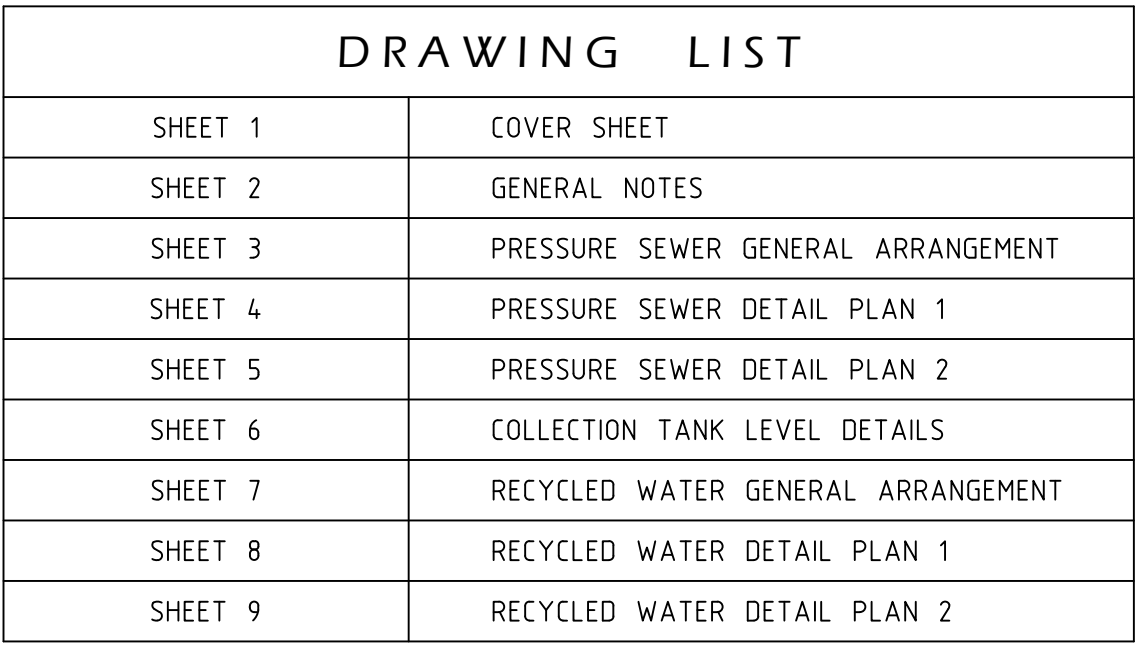 DRAWING LIST
SHEET 1 COVER SHEET
SHEET 2 GENERAL NOTES
SHEET 3 PRESSURE SEWER GENERAL ARRANGEMENT
SHEET 4 PRESSURE SEWER DETAIL PLAN 1
SHEET 5 PRESSURE SEWER DETAIL PLAN 2
SHEET 6 COLLECTION TANK LEVEL DETAILS
SHEET 7 RECYCLED WATER GENERAL ARRANGEMENT
SHEET 8 RECYCLED WATER DETAIL PLAN 1
SHEET 9 RECYCLED WATER DETAIL PLAN 2